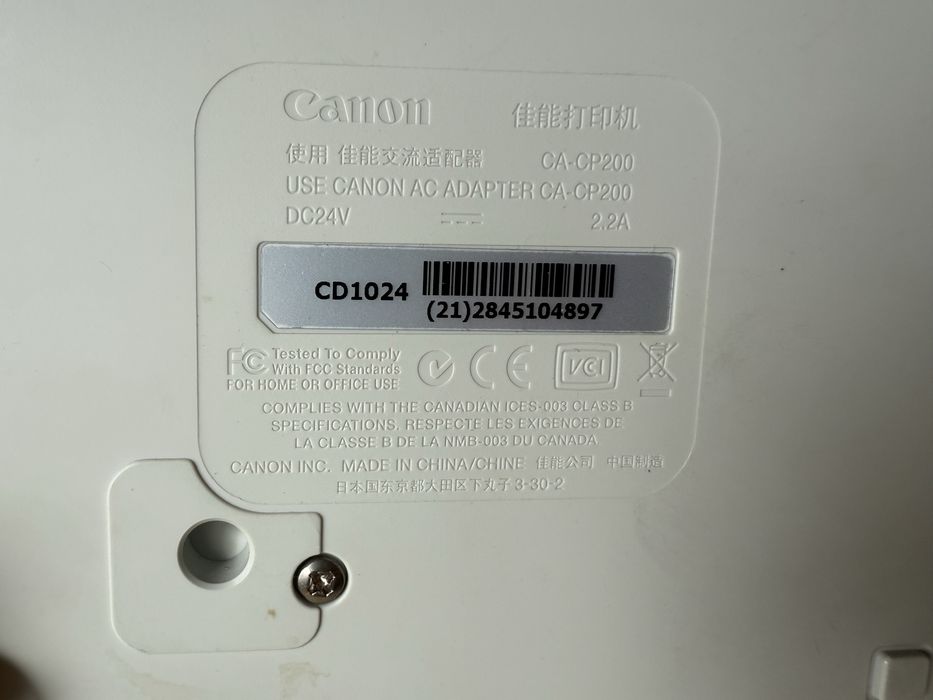 Canon 佳能打印机
使用 佳能交流适配器 CA-CP200
USE CANON AC ADAPTER CA-CP200
DC24V 2.2A
CD1024
(21)2845104897
FC Tested To Comply
With FCC Standards
FOR HOME OR OFFICE USE
CE VCI
COMPLIES WITH THE CANADIAN ICES-003 CLASS B
SPECIFICATIONS. RESPECTE LES EXIGENCES DE
LA CLASSE B DE LA NMB-003 DU CANADA
CANON INC. MADE IN CHINA/CHINE 佳能公司 中国制造
日本国东京都大田区下丸子3-30-2